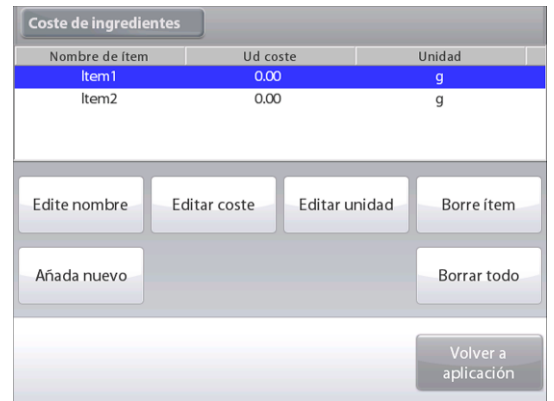 Coste de ingredientes
Nombre de ítem Ud coste Unidad
Item1 0.00 g
Item2 0.00 g
Edite nombre Editar coste Editar unidad Borre ítem
Añada nuevo Borrar todo
Volver a
aplicación